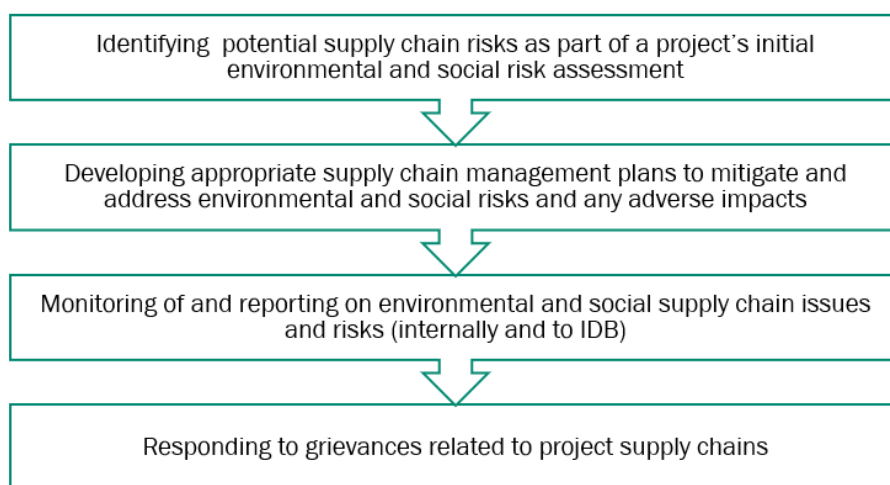 Identifying potential supply chain risks as part of a project's initial
environmental and social risk assessment
Developing appropriate supply chain management plans to mitigate and
address environmental and social risks and any adverse impacts
Monitoring of and reporting on environmental and social supply chain issues
and risks (internally and to IDB)
Responding to grievances related to project supply chains